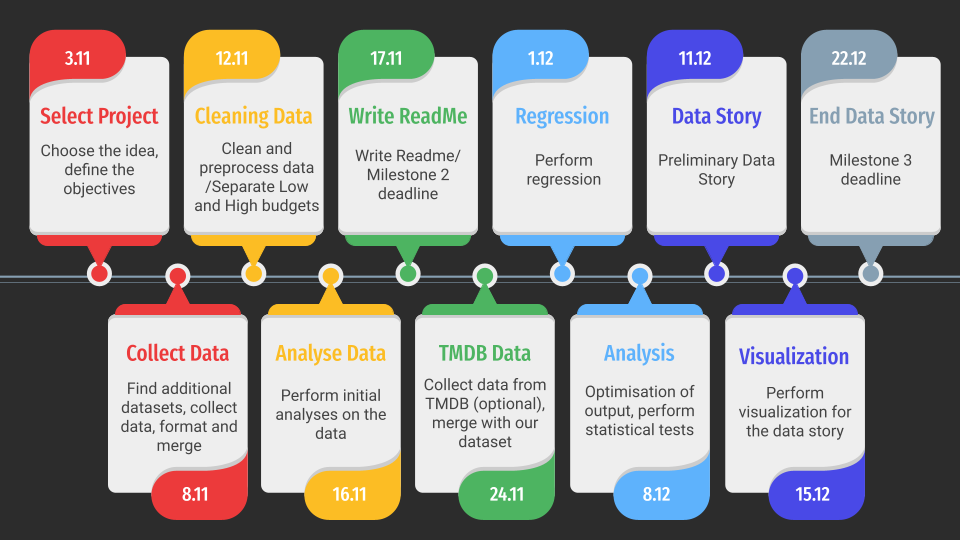 3.11
Select Project
Choose the idea,
define the
objectives
12.11
Cleaning Data
Clean and
preprocess data
/Separate Low
and High budgets
17.11
Write ReadMe
Write Readme/
Milestone 2
deadline
1.12
Regression
Perform
regression
11.12
Data Story
Preliminary Data
Story
22.12
End Data Story
Milestone 3
deadline
Collect Data
Find additional
datasets, collect
data, format and
merge
8.11
Analyse Data
Perform initial
analyses on the
data
16.11
TMDB Data
Collect data from
TMDB (optional),
merge with our
dataset
24.11
Analysis
Optimisation of
output, perform
statistical tests
8.12
Visualization
Perform
visualization for
the data story
15.12